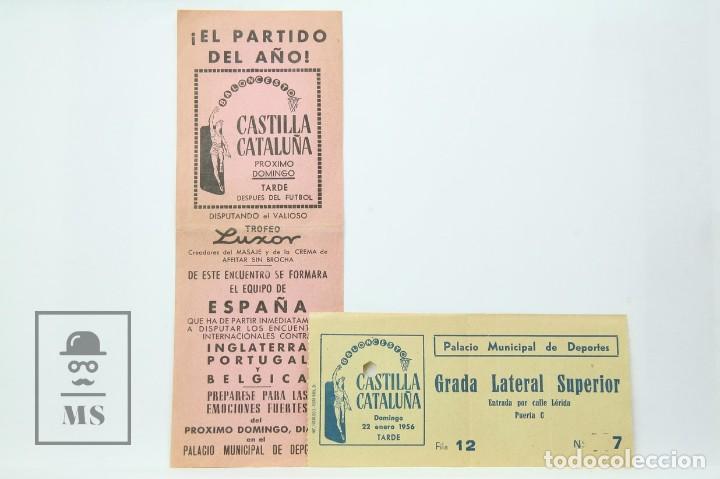 ¡EL PARTIDO
DEL AÑO!
BALONCESTO
CASTILLA
CATALUÑA
PROXIMO
DOMINGO
TARDE
DESPUES DEL FUTBOL
DISPUTANDO el VALIOSO
TROFEO
Luxor
Creadores del MASAJE y de la CREMA de
AFEITAR SIN BROCHA
DE ESTE ENCUENTRO SE FORMARA
EL EQUIPO DE
ESPAÑA
QUE HA DE PARTIR INMEDIATAM
A DISPUTAR LOS ENCUENT
INTERNACIONALES CONTRA
INGLATERRA
PORTUGAL
Y
BELGICA
PREPARESE PARA LAS
EMOCIONES FUERTES
del
PROXIMO DOMINGO, DIA
en el
PALACIO MUNICIPAL DE DEPOR
BALONCESTO
CASTILLA
CATALUÑA
Domingo
22 enero 1956
TARDE
Palacio Municipal de Deportes
Grada Lateral Superior
Entrada por calle Lérida
Puerta C
Fila 12
N.º 7
MS
todocoleccion.net